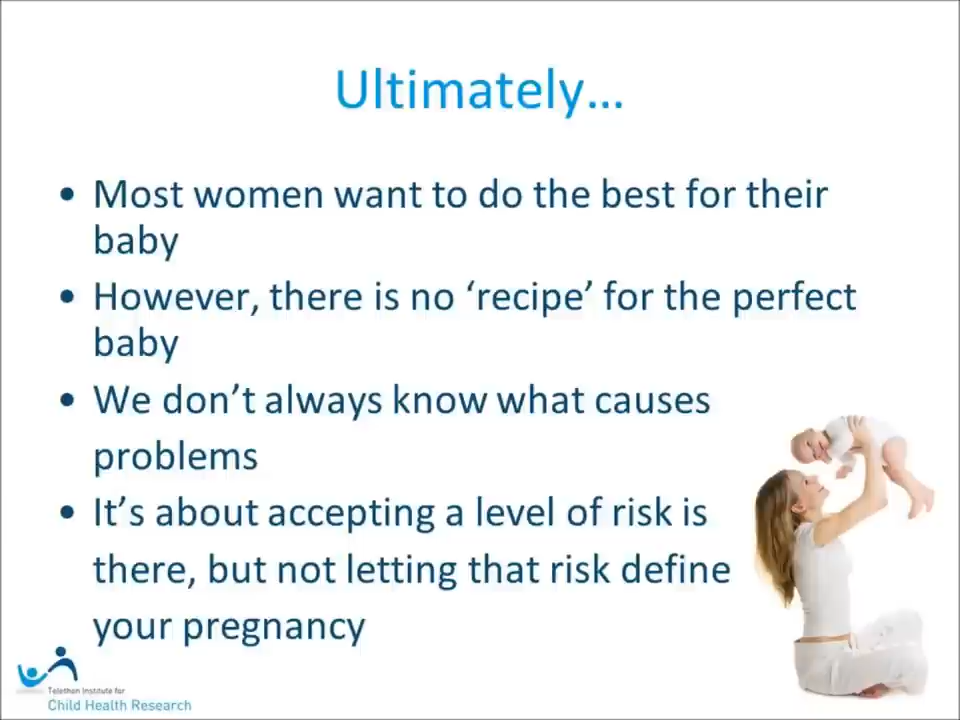 Ultimately...
• Most women want to do the best for their
baby
• However, there is no ‘recipe’ for the perfect
baby
• We don’t always know what causes
problems
• It’s about accepting a level of risk is
there, but not letting that risk define
your pregnancy
Telethon Institute for
Child Health Research